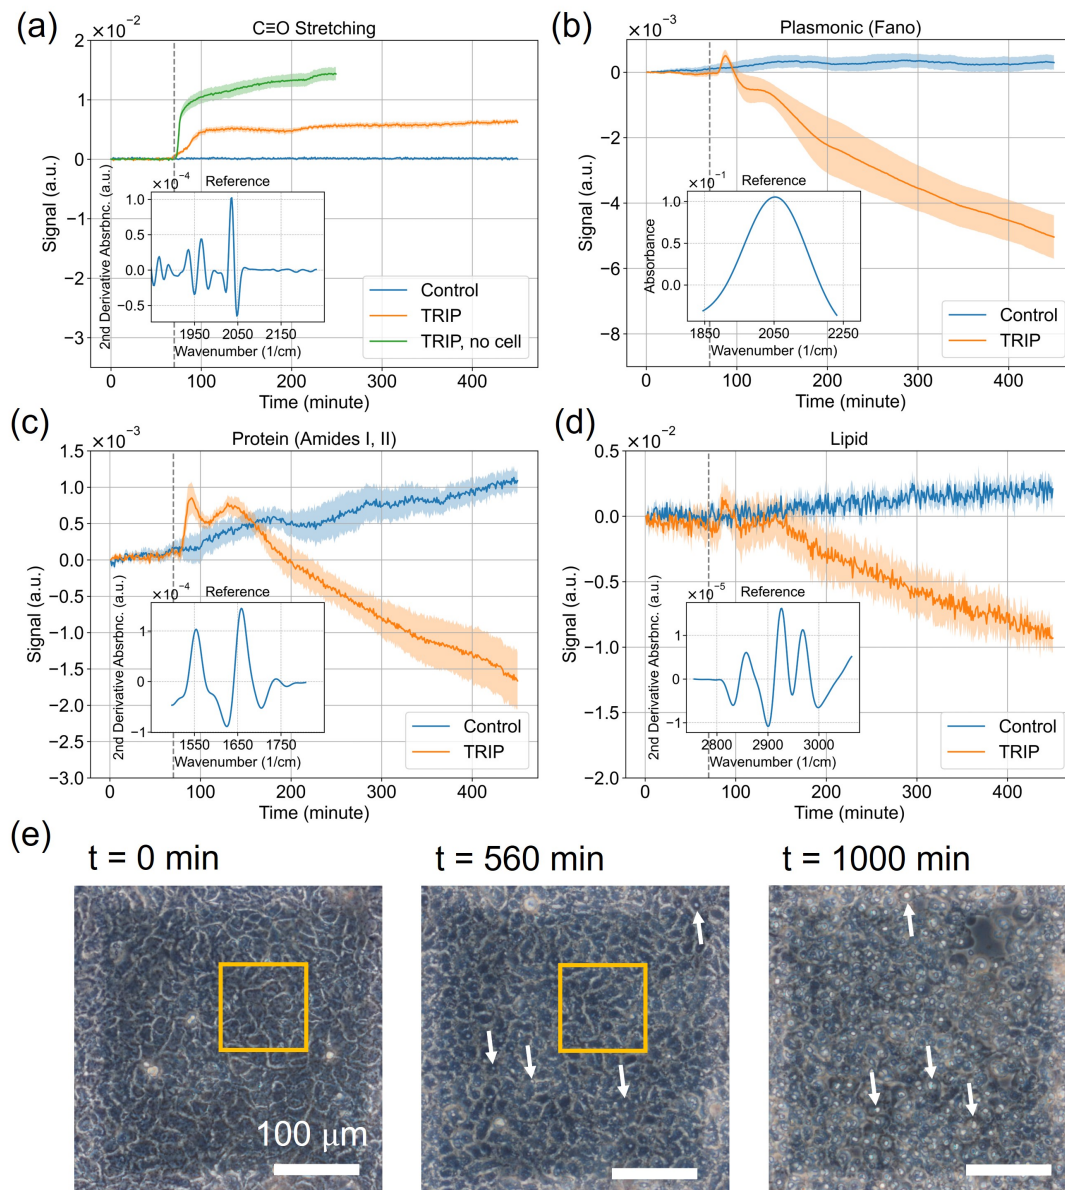 (a)
×10⁻²
C≡O Stretching
2
1
0
−1
−2
−3
Signal (a.u.)
0
100
200
300
400
Time (minute)
Control
TRIP
TRIP, no cell
×10⁻⁴
Reference
1.0
0.5
0.0
−0.5
2nd Derivative Absrbnc. (a.u.)
1950
2050
2150
Wavenumber (1/cm)
(b)
×10⁻³
Plasmonic (Fano)
0
−2
−4
−6
−8
Signal (a.u.)
0
100
200
300
400
Time (minute)
Control
TRIP
×10⁻¹
Reference
1.0
0.5
0.0
Absorbance
1850
2050
2250
Wavenumber (1/cm)
(c)
×10⁻³
Protein (Amides I, II)
1.5
1.0
0.5
0.0
−0.5
−1.0
−1.5
−2.0
−2.5
−3.0
Signal (a.u.)
0
100
200
300
400
Time (minute)
Control
TRIP
×10⁻⁴
Reference
1
0
−1
2nd Derivative Absrbnc. (a.u.)
1550
1650
1750
Wavenumber (1/cm)
(d)
×10⁻²
Lipid
0.5
0.0
−0.5
−1.0
−1.5
−2.0
Signal (a.u.)
0
100
200
300
400
Time (minute)
Control
TRIP
×10⁻⁵
Reference
1
0
−1
2nd Derivative Absrbnc. (a.u.)
2800
2900
3000
Wavenumber (1/cm)
(e)
t = 0 min
t = 560 min
t = 1000 min
100 μm